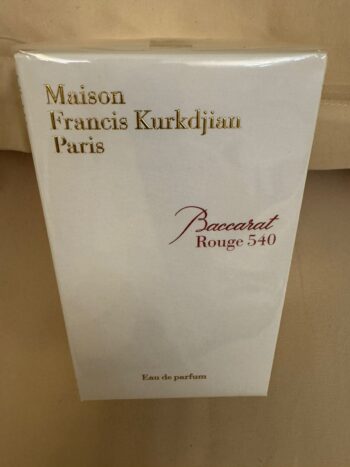 Maison
Francis Kurkdjian
Paris
Baccarat
Rouge 540
Eau de parfum